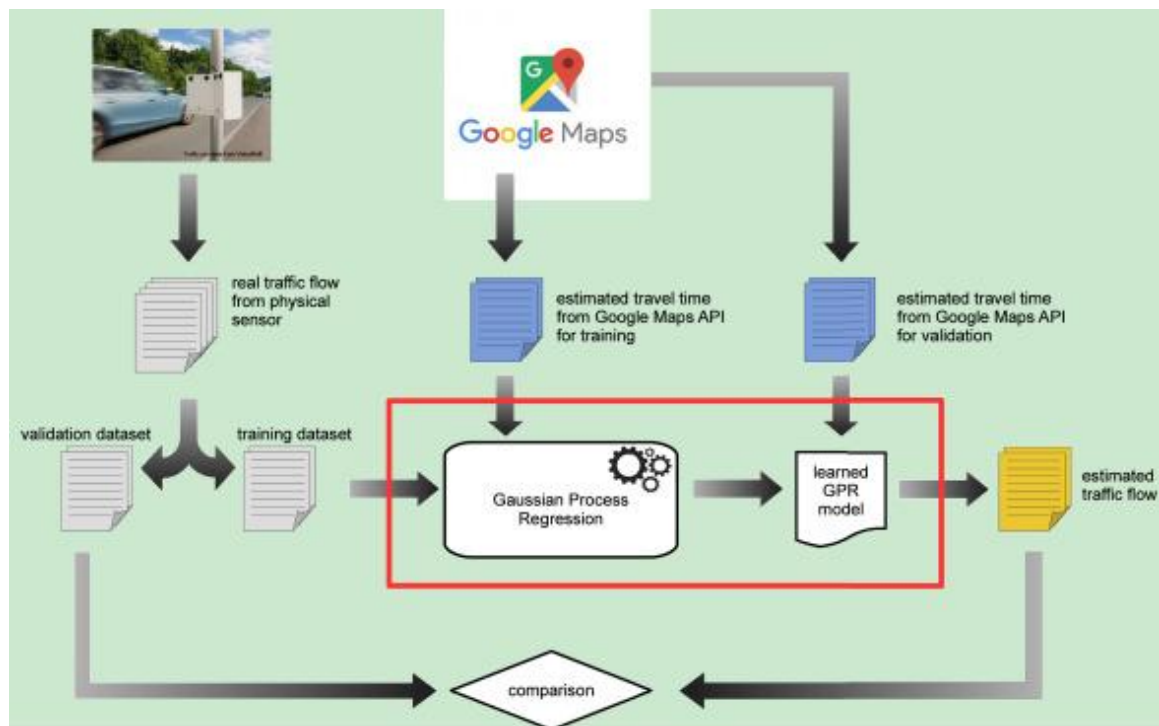 G
Google Maps
real traffic flow
from physical
sensor
estimated travel time
from Google Maps API
for training
estimated travel time
from Google Maps API
for validation
validation dataset
training dataset
Gaussian Process
Regression
learned
GPR
model
estimated
traffic flow
comparison